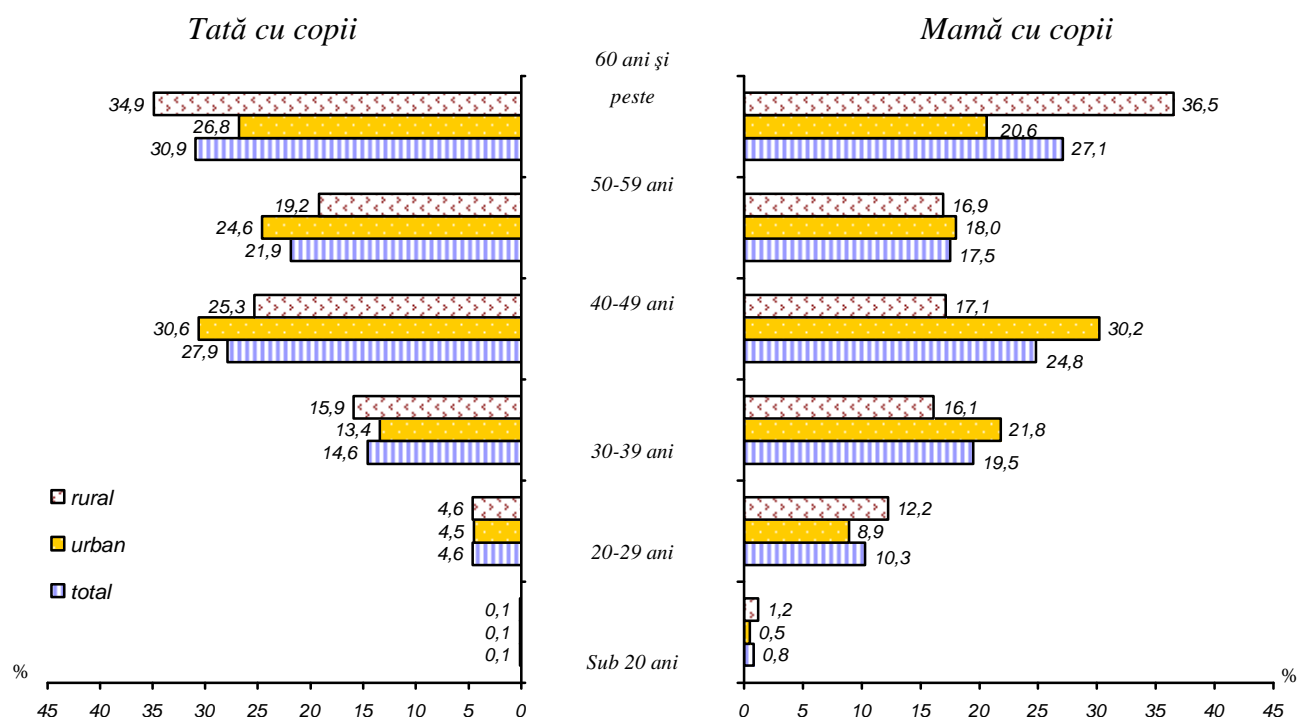 Tată cu copii
Mamă cu copii
60 ani şi
peste
34,9
26,8
30,9
36,5
20,6
27,1
50-59 ani
19,2
24,6
21,9
16,9
18,0
17,5
40-49 ani
25,3
30,6
27,9
17,1
30,2
24,8
30-39 ani
15,9
13,4
14,6
16,1
21,8
19,5
20-29 ani
4,6
4,5
4,6
12,2
8,9
10,3
Sub 20 ani
0,1
0,1
0,1
1,2
0,5
0,8
rural
urban
total
%
45 40 35 30 25 20 15 10 5 0
%
0 5 10 15 20 25 30 35 40 45